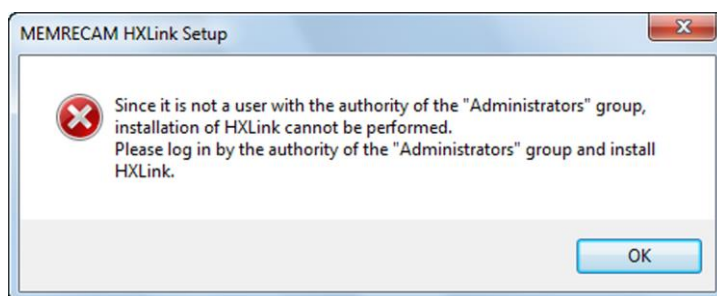 MEMRECAM HXLink Setup
Since it is not a user with the authority of the "Administrators" group,
installation of HXLink cannot be performed.
Please log in by the authority of the "Administrators" group and install
HXLink.
OK